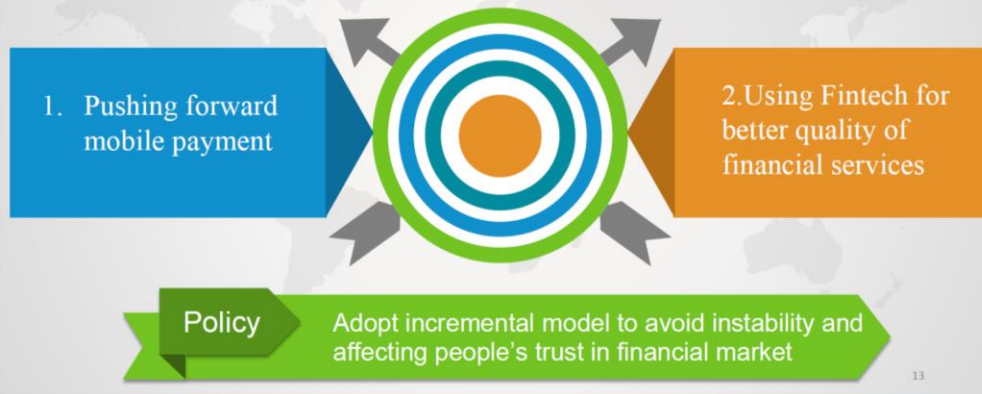 1. Pushing forward
mobile payment
2.Using Fintech for
better quality of
financial services
Policy
Adopt incremental model to avoid instability and
affecting people's trust in financial market
13